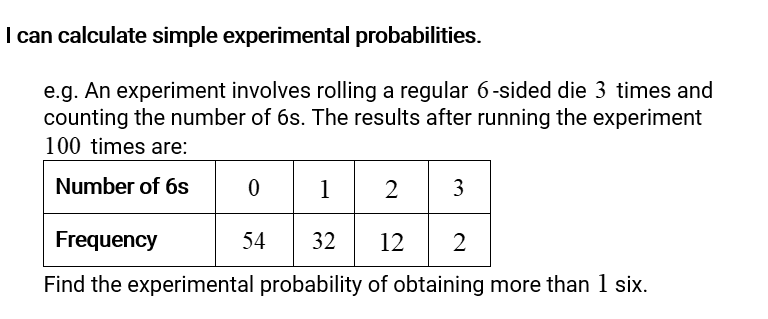 I can calculate simple experimental probabilities.
e.g. An experiment involves rolling a regular 6-sided die 3 times and
counting the number of 6s. The results after running the experiment
100 times are:
Number of 6s 0 1 2 3
Frequency 54 32 12 2
Find the experimental probability of obtaining more than 1 six.